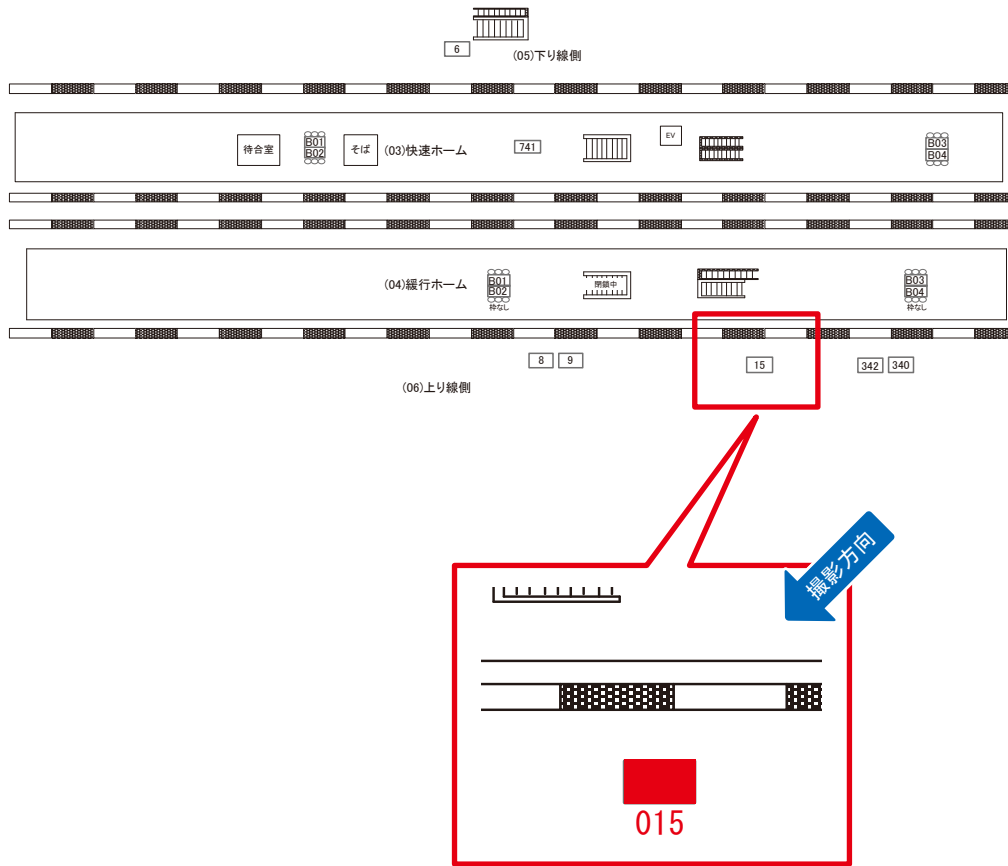 6
(05)下り線側
待合室
B01
B02
そば
(03)快速ホーム
741
EV
B03
B04
(04)緩行ホーム
B01
B02
枠なし
閉鎖中
B03
B04
枠なし
8
9
15
342
340
(06)上り線側
撮影方向
015